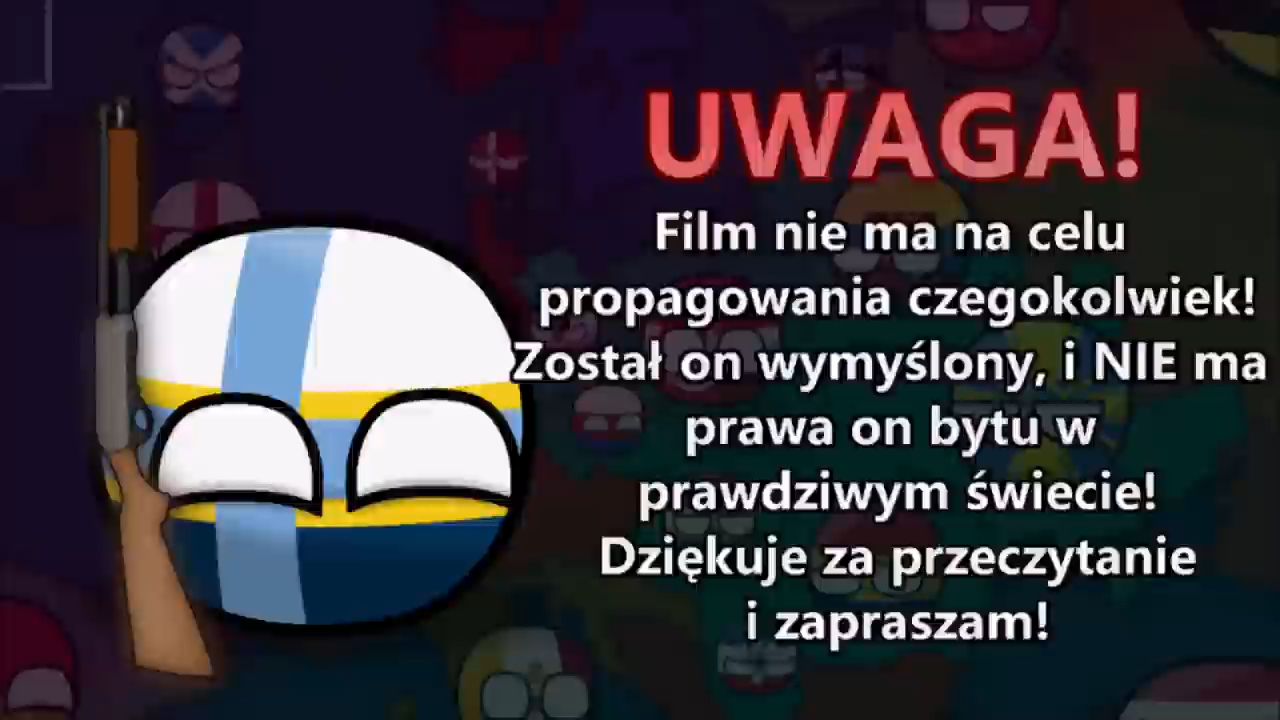 UWAGA!
Film nie ma na celu
propagowania czegokolwiek!
Został on wymyślony, i NIE ma
prawa on bytu w
prawdziwym świecie!
Dziękuje za przeczytanie
i zapraszam!